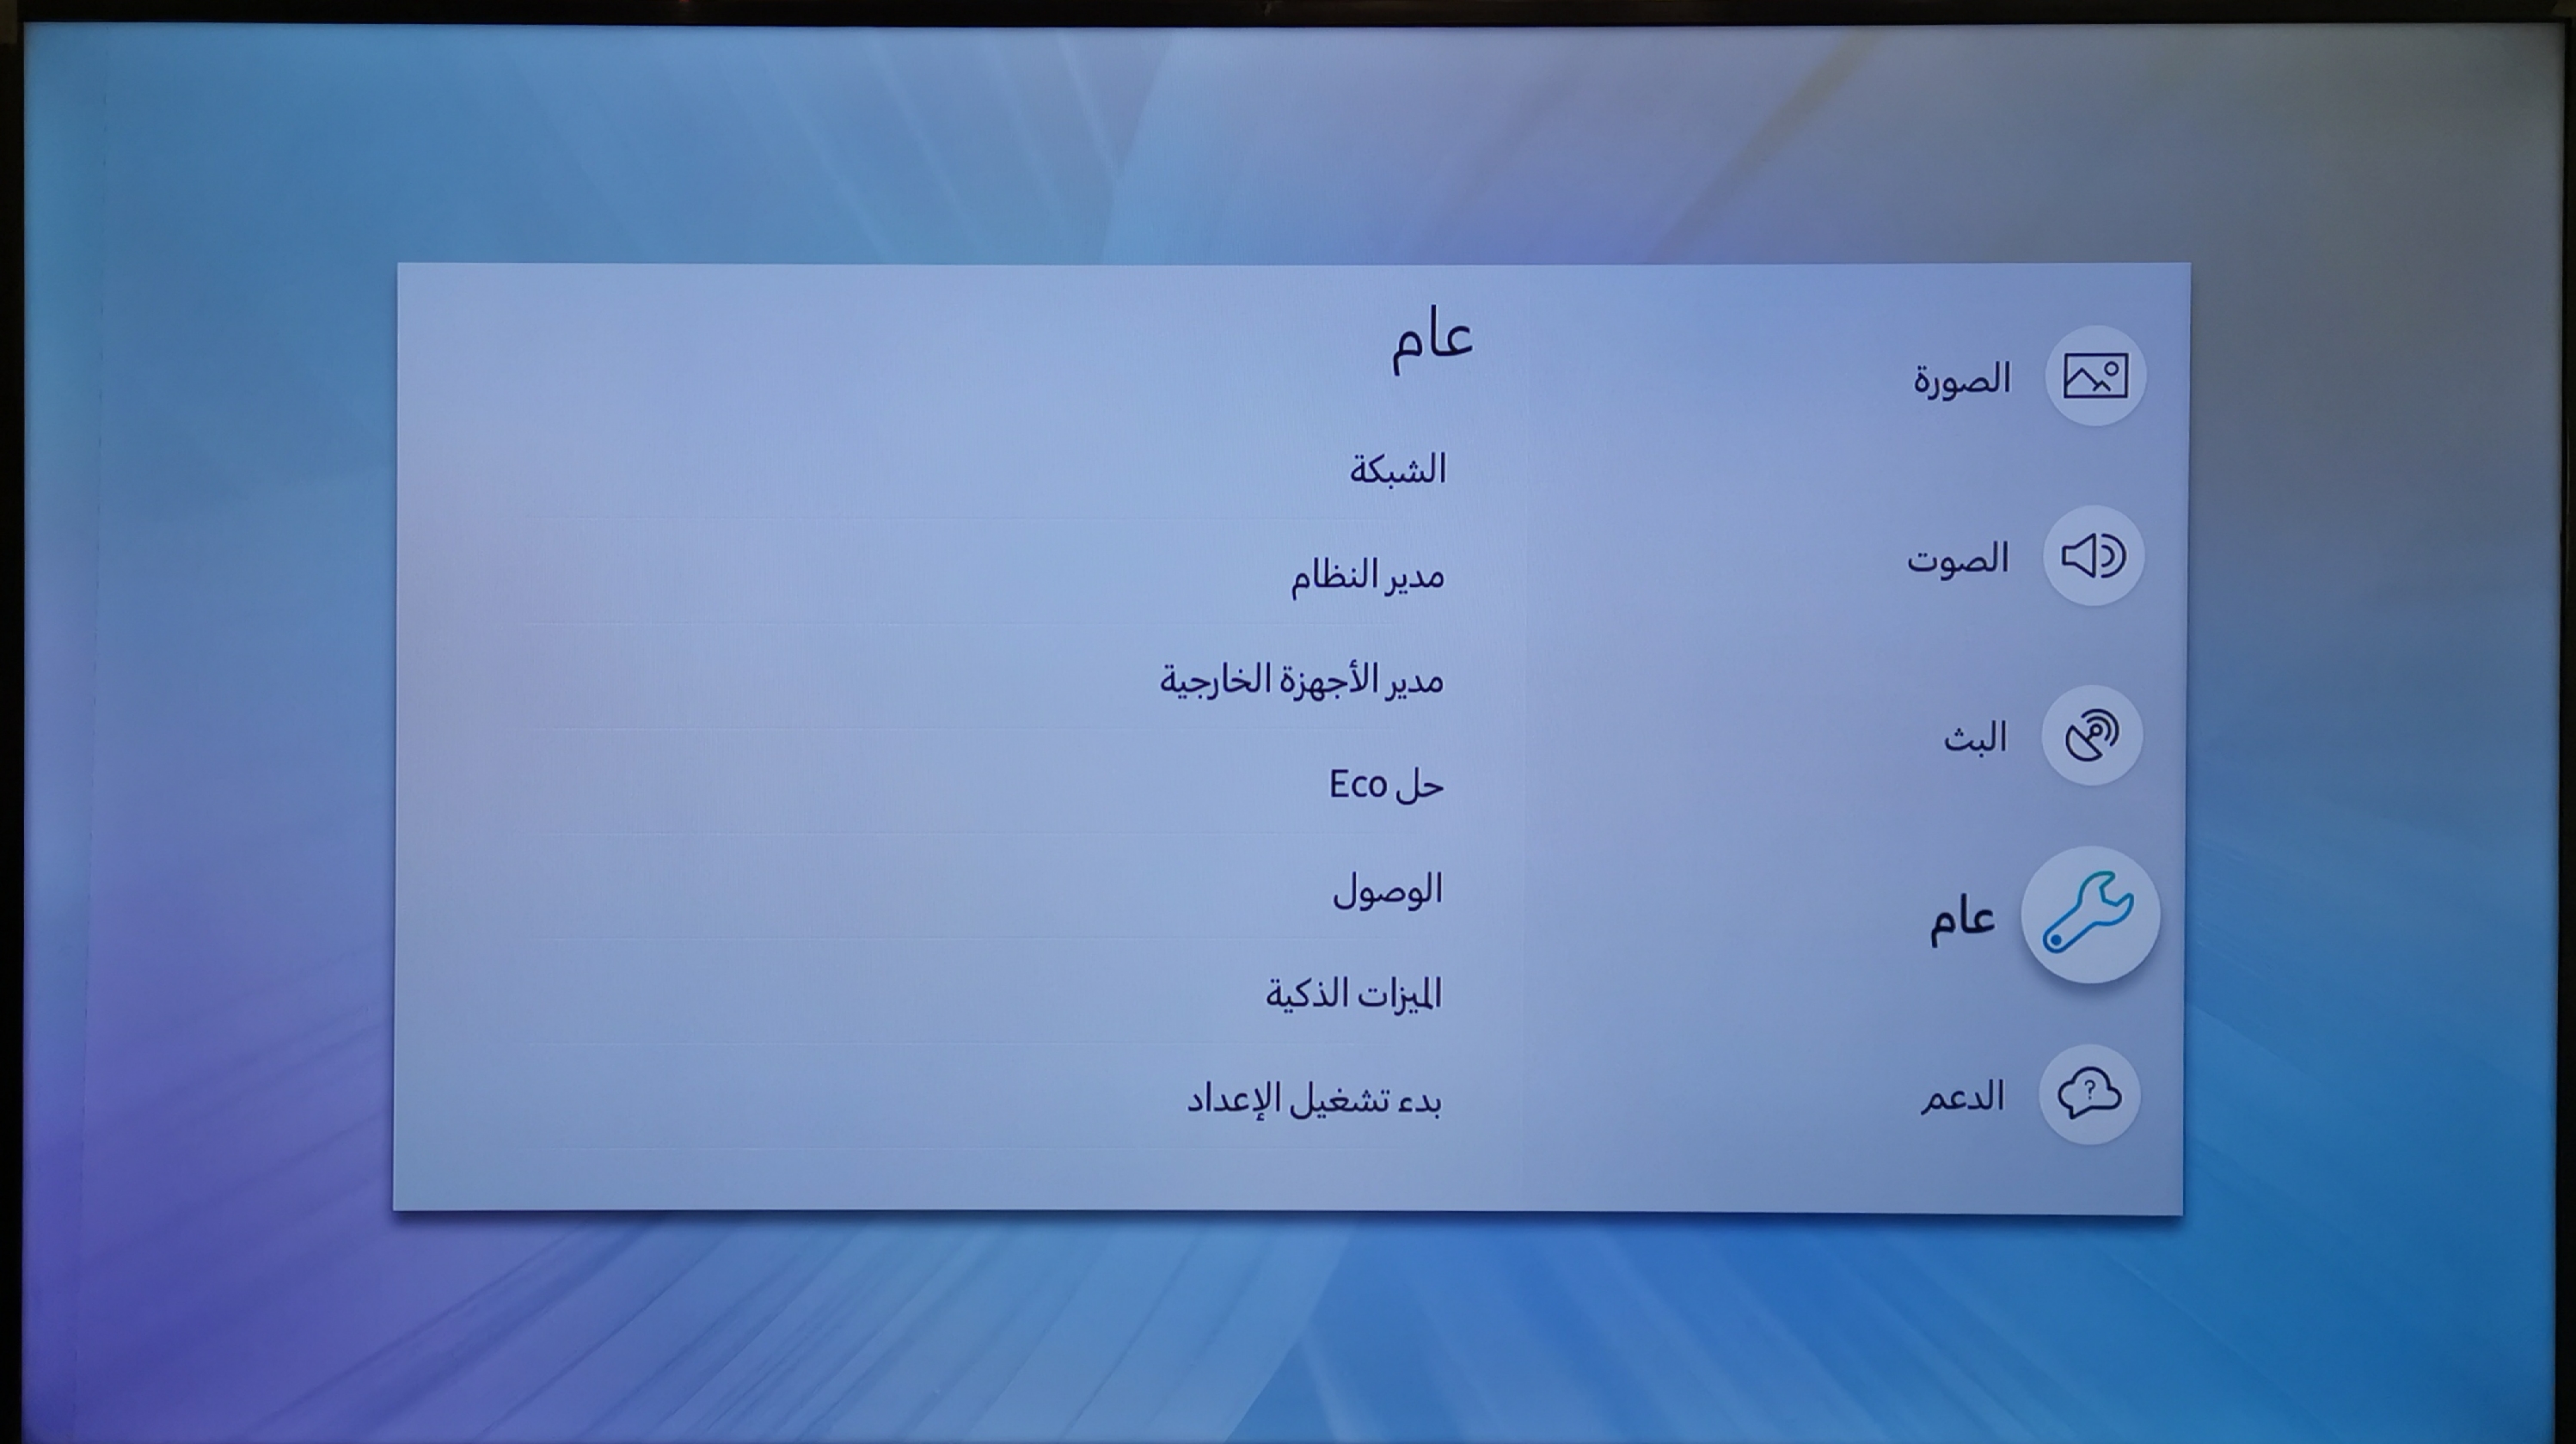 الصورة
الصوت
البث
عام
الدعم
عام
الشبكة
مدير النظام
مدير الأجهزة الخارجية
حل Eco
الوصول
الميزات الذكية
بدء تشغيل الإعداد